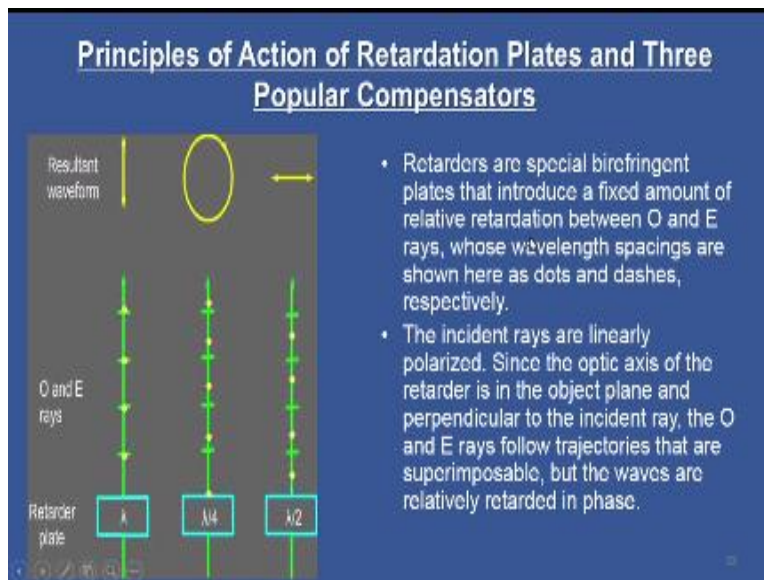 Principles of Action of Retardation Plates and Three
Popular Compensators
Resultant
waveform
O and E
rays
Retarder
plate
λ
λ/4
λ/2
• Retarders are special birefringent
plates that introduce a fixed amount of
relative retardation between O and E
rays, whose wavelength spacings are
shown here as dots and dashes,
respectively.
• The incident rays are linearly
polarized. Since the optic axis of the
retarder is in the object plane and
perpendicular to the incident ray, the O
and E rays follow trajectories that are
superimposable, but the waves are
relatively retarded in phase.